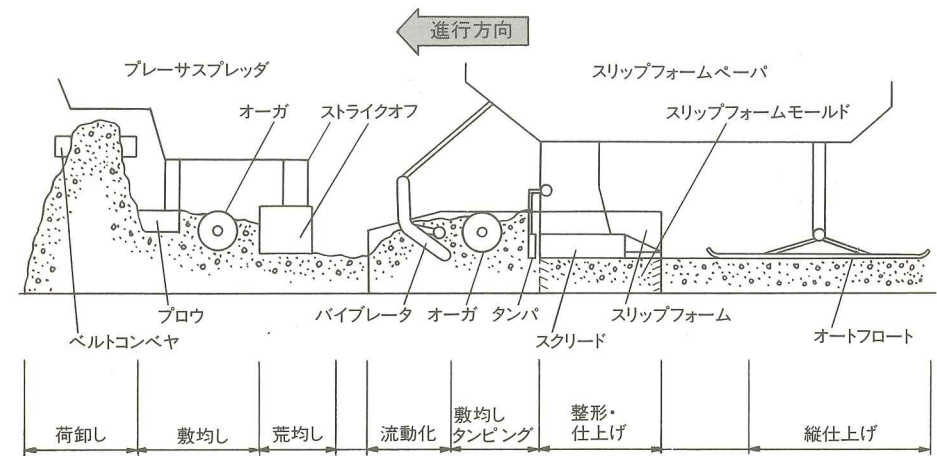 進行方向
プレーサスプレッダ
スリップフォームペーパ
オーガ
ストライクオフ
スリップフォームモールド
プロウ
バイブレータ
オーガ
タンパ
スリップフォーム
ベルトコンベヤ
スクリード
オートフロート
荷卸し
敷均し
荒均し
流動化
敷均し
タンピング
整形・
仕上げ
縦仕上げ